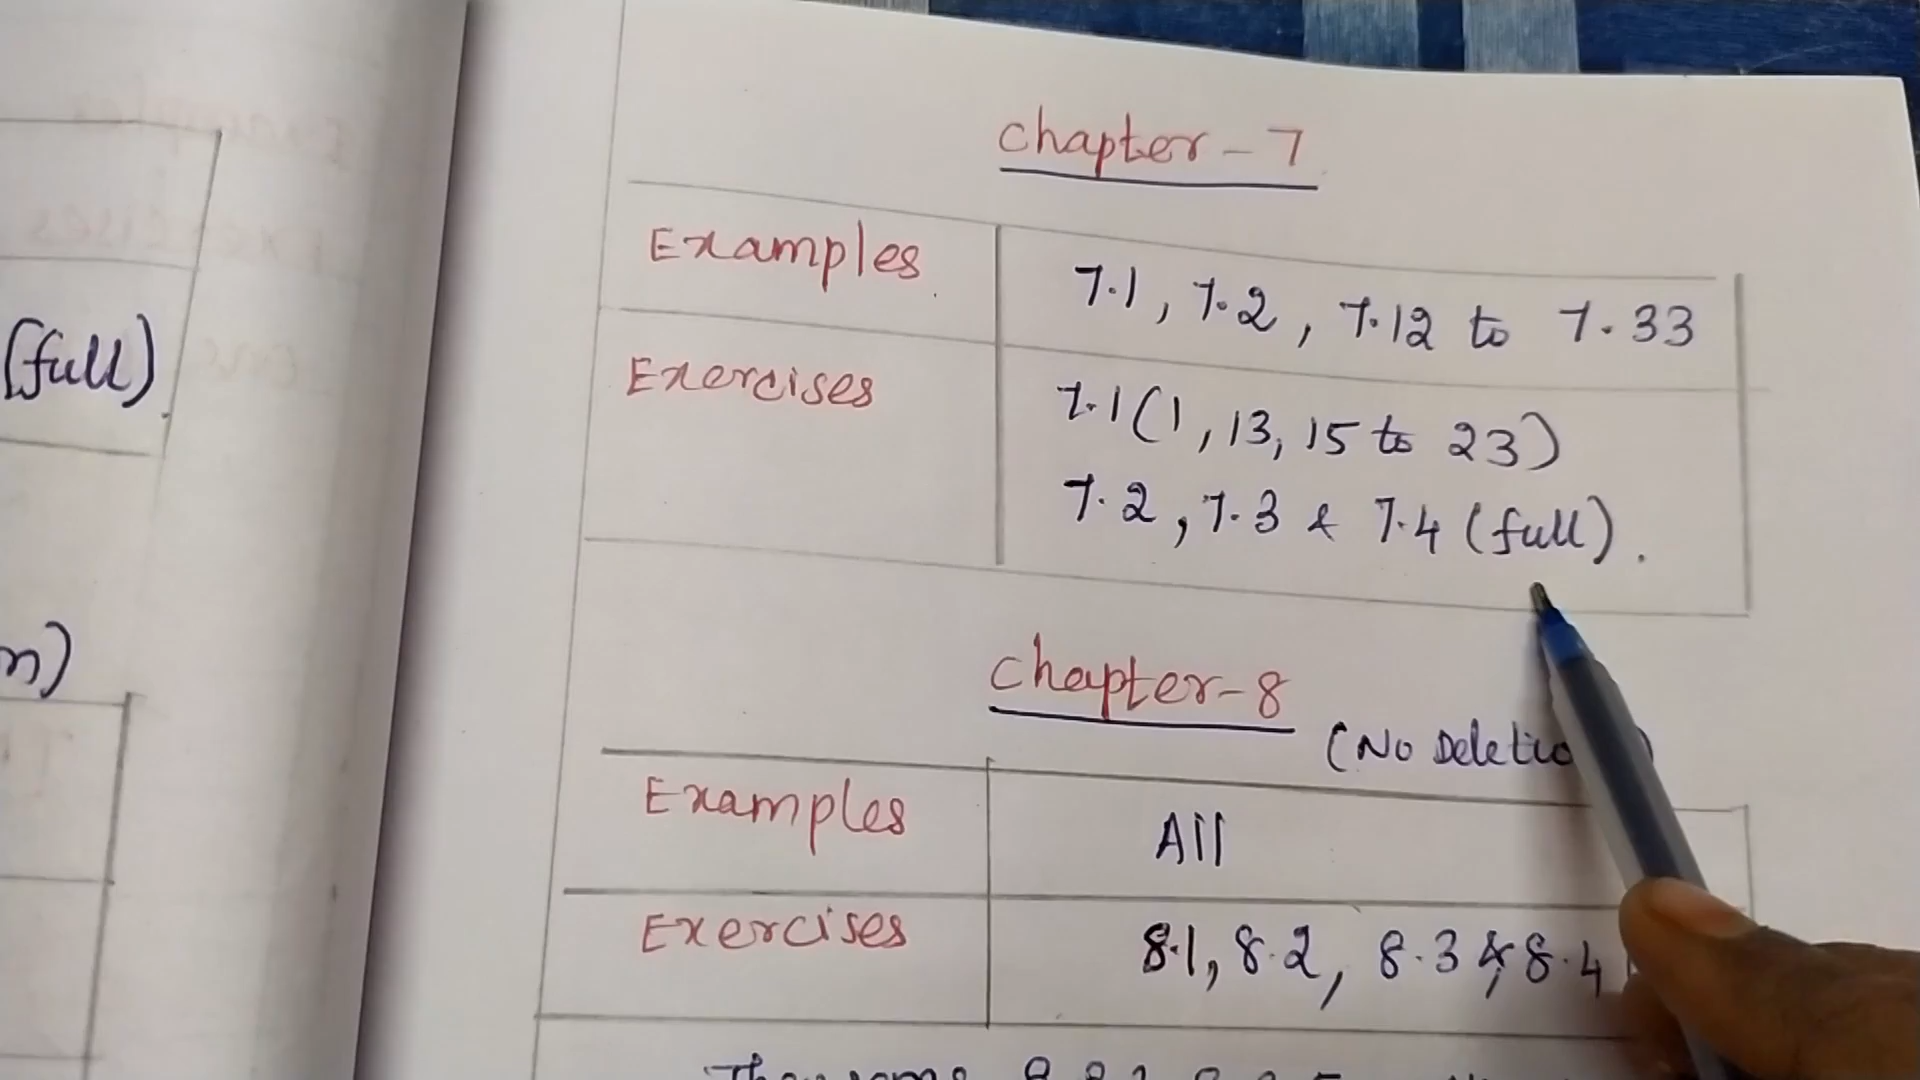 (full)
Chapter-7
Examples
7.1, 7.2, 7.12 to 7.33
Exercises
7.1(1, 13, 15 to 23)
7.2, 7.3 & 7.4 (full).
Chapter-8
(No Deletio
Examples
All
Exercises
8.1, 8.2, 8.3 & 8.4